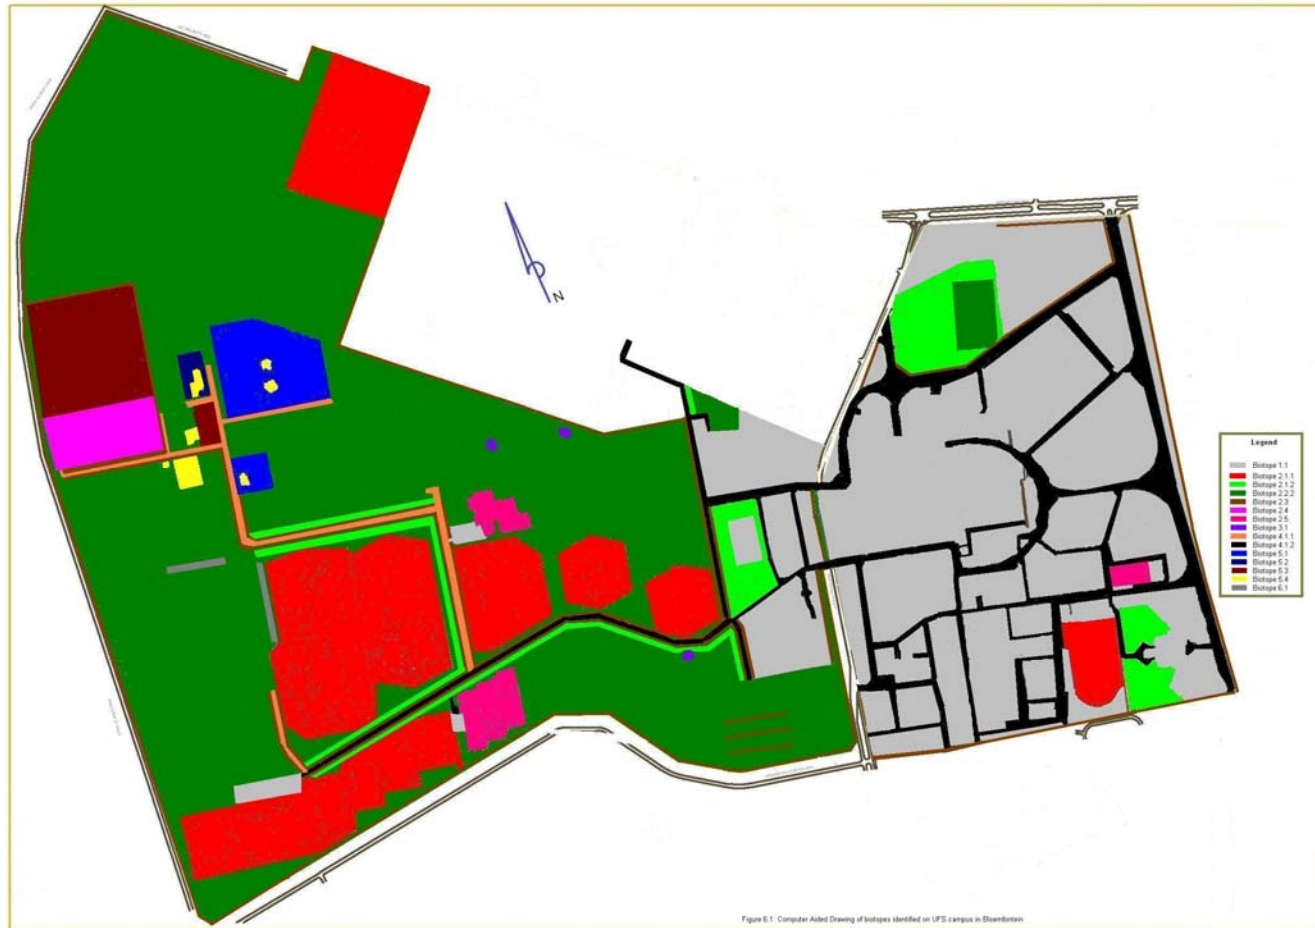 N
Legend
Biotope 1.1
Biotope 2.1.1
Biotope 2.1.2
Biotope 2.2.2
Biotope 2.3
Biotope 2.4
Biotope 2.5
Biotope 3.1
Biotope 4.1.1
Biotope 4.1.2
Biotope 5.1
Biotope 5.2
Biotope 5.3
Biotope 5.4
Biotope 6.1
Figure 6.1: Computer Aided Drawing of biotopes identified on UFS campus in Bloemfontein